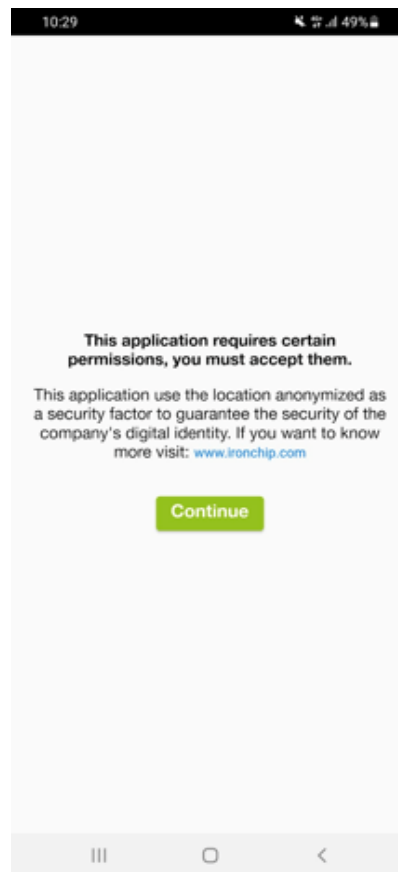 10:29 49%
This application requires certain
permissions, you must accept them.
This application use the location anonymized as
a security factor to guarantee the security of the
company's digital identity. If you want to know
more visit: www.ironchip.com
Continue